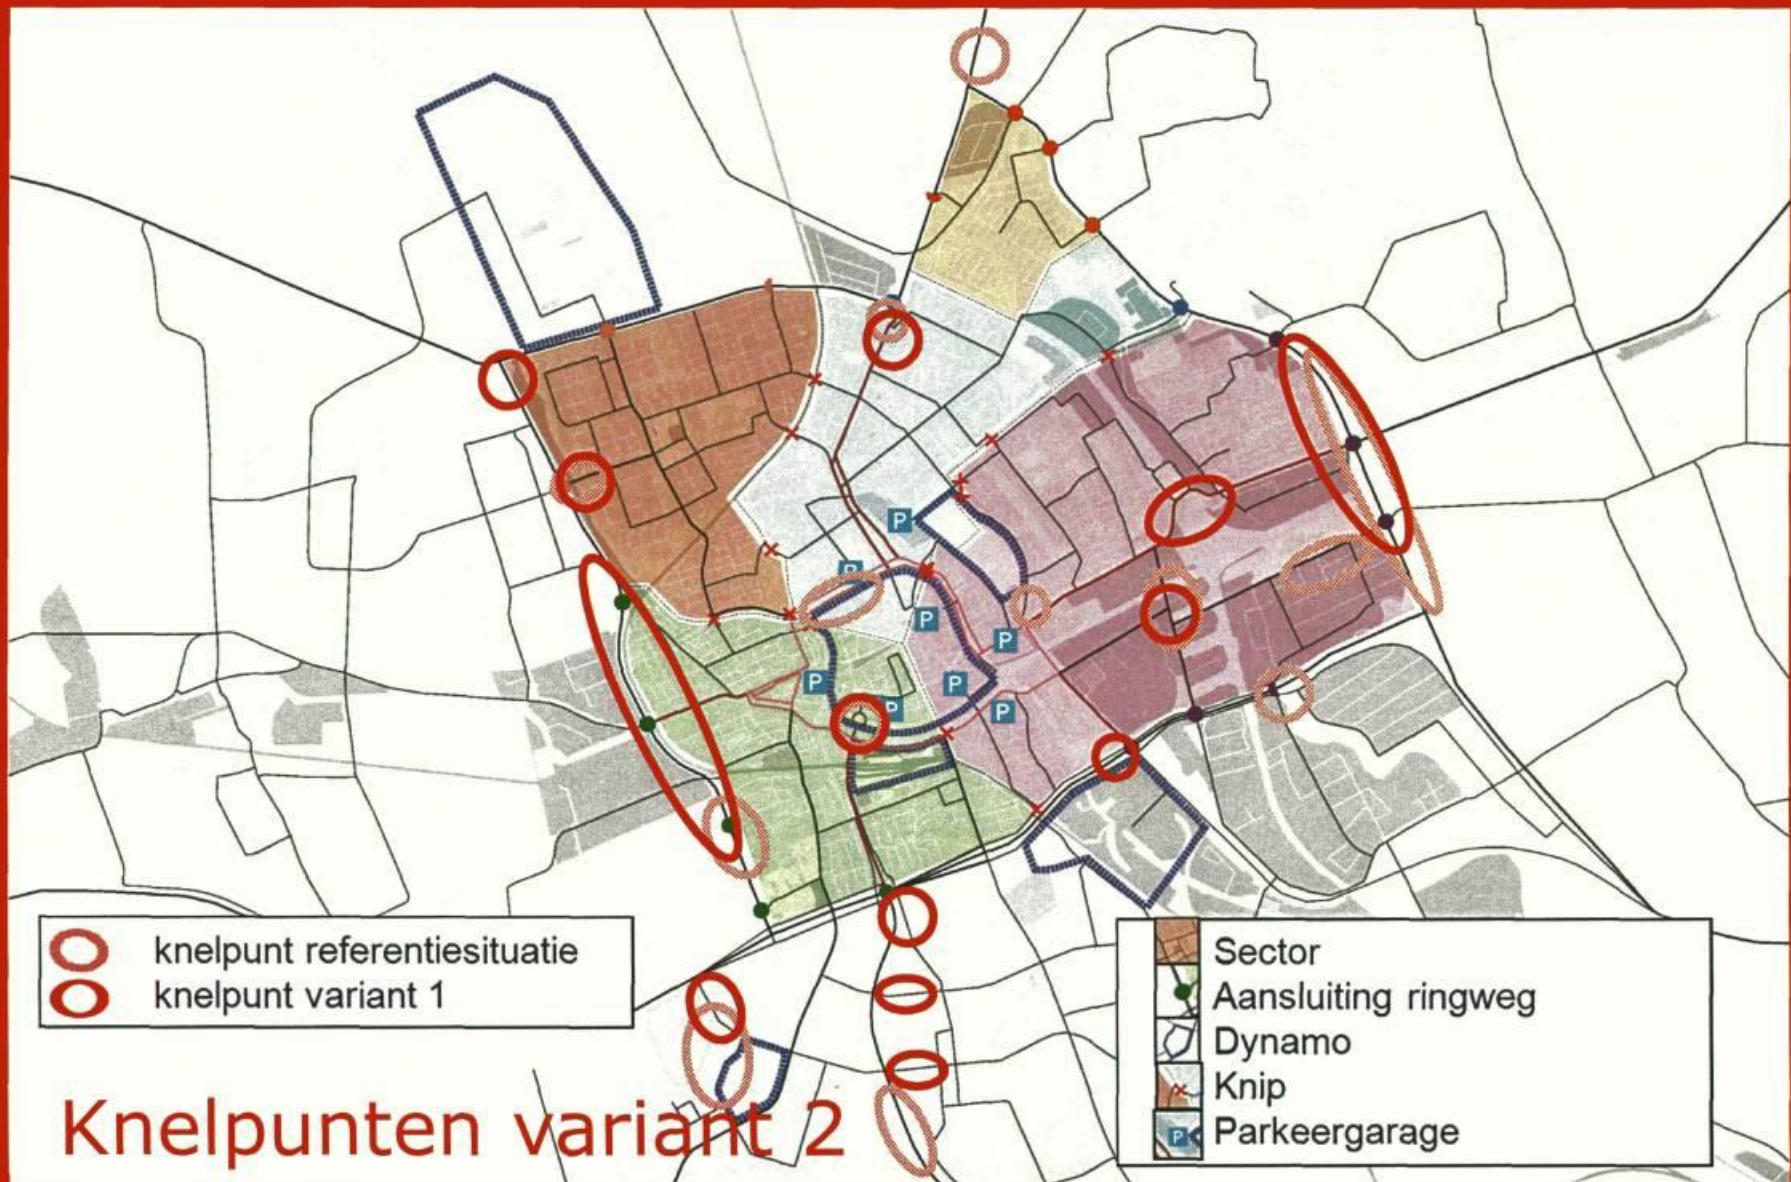 P
P
P
P
P
P
P
P
knelpunt referentiesituatie
knelpunt variant 1
Knelpunten variant 2
Sector
Aansluiting ringweg
Dynamo
Knip
P
Parkeergarage